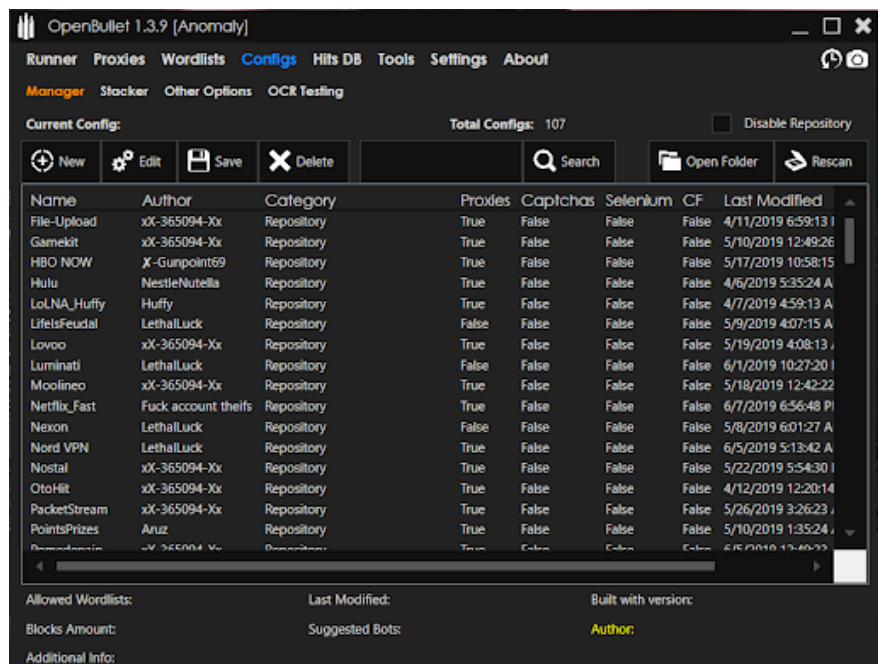 OpenBullet 1.3.9 [Anomaly]
Runner Proxies Wordlists Configs Hits DB Tools Settings About
Manager Stacker Other Options OCR Testing
Current Config: Total Configs: 107 Disable Repository
New Edit Save Delete Search Open Folder Rescan
Name Author Category Proxies Captchas Selenium CF Last Modified
File-Upload xX-365094-Xx Repository True False False False 4/11/2019 6:59:13
Gamekit xX-365094-Xx Repository True False False False 5/10/2019 12:49:26
HBO NOW X-Gunpoint69 Repository True False False False 5/17/2019 10:58:15
Hulu NestleNutella Repository True False False False 4/6/2019 5:35:24 A
LoLNA_Huffy Huffy Repository True False False False 4/7/2019 4:59:13 A
LifeIsFeudal LethalLuck Repository False False False False 5/9/2019 4:07:15 A
Lovoo xX-365094-Xx Repository True False False False 5/19/2019 4:08:13
Luminati LethalLuck Repository False False False False 6/1/2019 10:27:20
Moolineo xX-365094-Xx Repository True False False False 5/18/2019 12:42:22
Netflix_Fast Fuck account theifs Repository True False False False 6/7/2019 6:56:48 P
Nexon LethalLuck Repository False False False False 5/8/2019 6:01:27 A
Nord VPN LethalLuck Repository True False False False 6/5/2019 5:13:42 A
Nostal xX-365094-Xx Repository True False False False 5/22/2019 5:54:30
OtoHit xX-365094-Xx Repository True False False False 4/12/2019 12:20:14
PacketStream xX-365094-Xx Repository True False False False 5/26/2019 3:26:23
PointsPrizes Aruz Repository True False False False 5/10/2019 1:35:24
xX-365094-Xx Repository True False False False 6/5/2019 12:49:22
Allowed Wordlists: Last Modified: Built with version:
Blocks Amount: Suggested Bots: Author:
Additional Info: